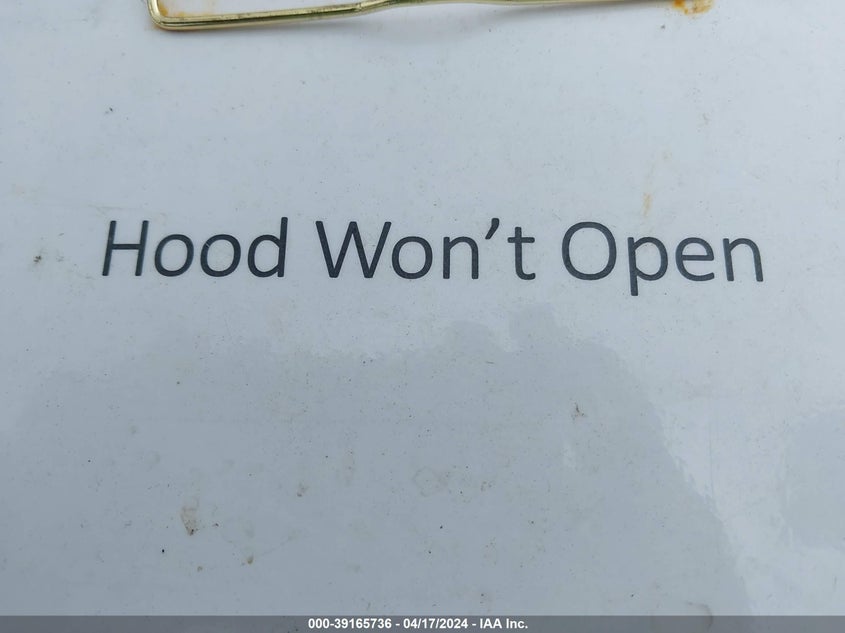 Hood Won’t Open
000-39165736 - 04/17/2024 - IAA Inc.